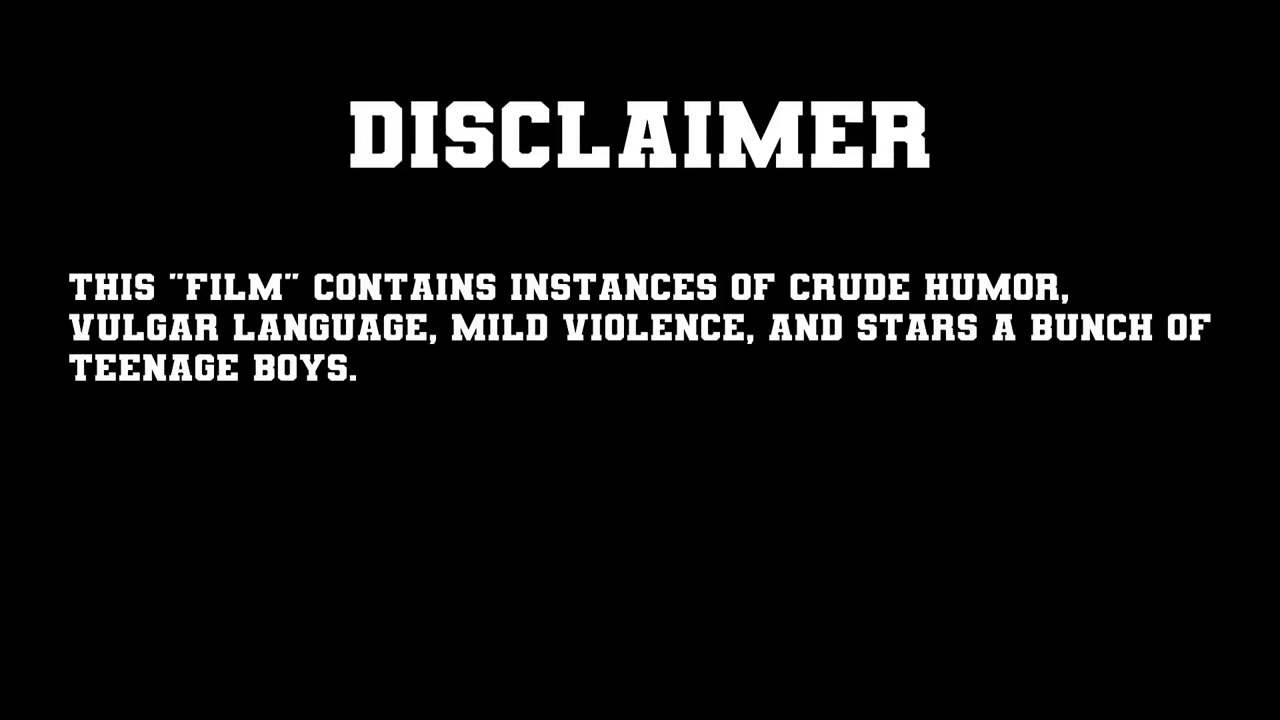 DISCLAIMER
THIS "FILM" CONTAINS INSTANCES OF CRUDE HUMOR,
VULGAR LANGUAGE, MILD VIOLENCE, AND STARS A BUNCH OF
TEENAGE BOYS.